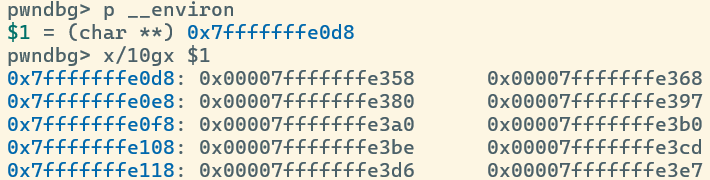 pwndbg> p __environ
$1 = (char **) 0x7fffffffe0d8
pwndbg> x/10gx $1
0x7fffffffe0d8: 0x00007fffffffe358 0x00007fffffffe368
0x7fffffffe0e8: 0x00007fffffffe380 0x00007fffffffe397
0x7fffffffe0f8: 0x00007fffffffe3a0 0x00007fffffffe3b0
0x7fffffffe108: 0x00007fffffffe3be 0x00007fffffffe3cd
0x7fffffffe118: 0x00007fffffffe3d6 0x00007fffffffe3e7